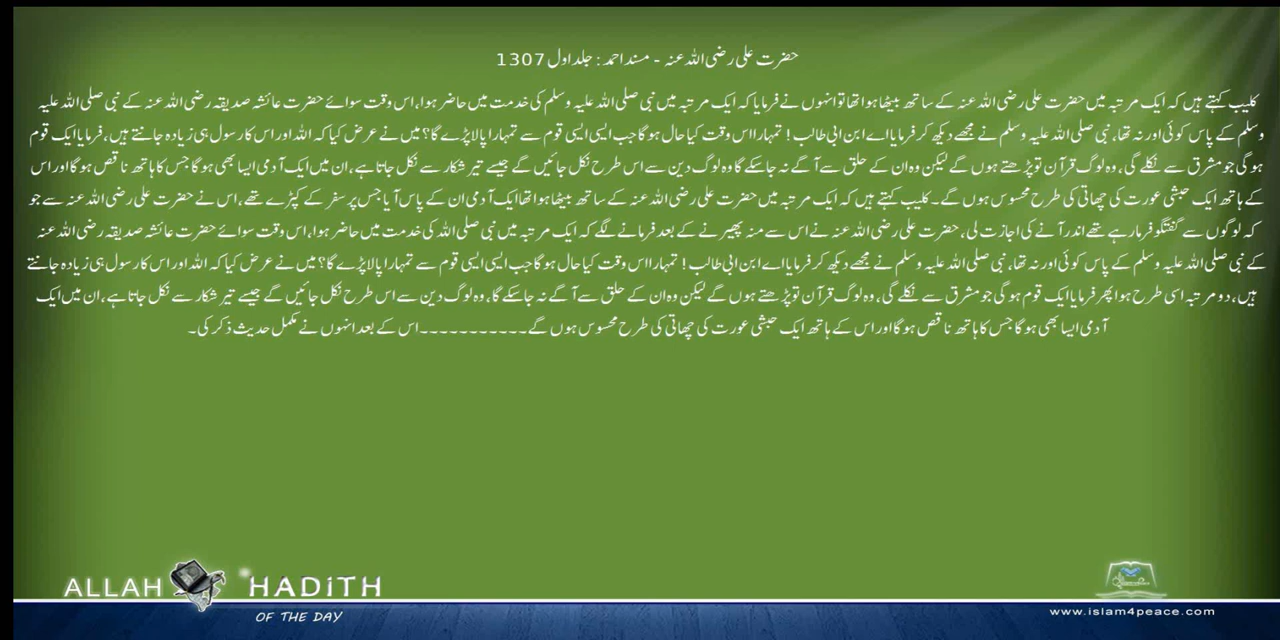 حضرت علی رضی اللہ عنہ - مسند احمد : جلد اول 1307
کلیب کہتے ہیں کہ ایک مرتبہ میں حضرت علی رضی اللہ عنہ کے ساتھ بیٹھا ہوا تھا تو انہوں نے فرمایا کہ ایک مرتبہ میں نبی صلی اللہ علیہ وسلم کی خدمت میں حاضر ہوا، اس وقت سوائے حضرت عائشہ صدیقہ رضی اللہ عنہ کے نبی صلی اللہ علیہ
وسلم کے پاس کوئی اور نہ تھا، نبی صلی اللہ علیہ وسلم نے مجھے دیکھ کر فرمایا اے ابن ابی طالب ! تمہارا اس وقت کیا حال ہوگا جب ایسی ایسی قوم سے تمہارا پالا پڑے گا؟ میں نے عرض کیا کہ اللہ اور اس کا رسول ہی زیادہ جانتے ہیں، فرمایا ایک قوم
ہوگی جو مشرق سے نکلے گی، وہ لوگ قرآن تو پڑھتے ہوں گے لیکن وہ ان کے حلق سے آگے نہ جاسکے گا وہ لوگ دین سے اس طرح نکل جائیں گے جیسے تیر شکار سے نکل جاتا ہے، ان میں ایک آدمی ایسا بھی ہوگا جس کا ہاتھ ناقص ہوگا اور اس
کے ہاتھ ایک حبشی عورت کی چھاتی کی طرح محسوس ہوں گے۔ کلیب کہتے ہیں کہ ایک مرتبہ میں حضرت علی رضی اللہ عنہ کے ساتھ بیٹھا ہوا تھا ایک آدمی ان کے پاس آیا جس پر سفر کے کپڑے تھے، اس نے حضرت علی رضی اللہ عنہ سے جو
کہ لوگوں سے گفتگو فرما رہے تھے اندر آنے کی اجازت لی، حضرت علی رضی اللہ عنہ نے اس سے منہ پھیرنے کے بعد فرمانے لگے کہ ایک مرتبہ میں نبی صلی اللہ کی خدمت میں حاضر ہوا، اس وقت سوائے حضرت عائشہ صدیقہ رضی اللہ عنہ
کے نبی صلی اللہ علیہ وسلم کے پاس کوئی اور نہ تھا، نبی صلی اللہ علیہ وسلم نے مجھے دیکھ کر فرمایا اے ابن ابی طالب ! تمہارا اس وقت کیا حال ہوگا جب ایسی ایسی قوم سے تمہارا پالا پڑے گا؟ میں نے عرض کیا کہ اللہ اور اس کا رسول ہی زیادہ جانتے
ہیں، دو مرتبہ اسی طرح ہوا پھر فرمایا ایک قوم ہوگی جو مشرق سے نکلے گی، وہ لوگ قرآن تو پڑھتے ہوں گے لیکن وہ ان کے حلق سے آگے نہ جاسکے گا، وہ لوگ دین سے اس طرح نکل جائیں گے جیسے تیر شکار سے نکل جاتا ہے، ان میں ایک
آدمی ایسا بھی ہوگا جس کا ہاتھ ناقص ہوگا اور اس کے ہاتھ ایک حبشی عورت کی چھاتی کی طرح محسوس ہوں گے۔۔۔۔۔۔۔۔۔۔۔ اس کے بعد انہوں نے مکمل حدیث ذکر کی۔
ALLAH HADITH
OF THE DAY
www.islam4peace.com